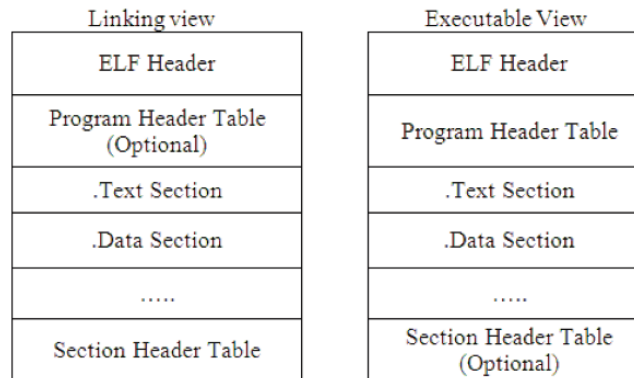 Linking view
ELF Header
Program Header Table
(Optional)
.Text Section
.Data Section
.....
Section Header Table
Executable View
ELF Header
Program Header Table
.Text Section
.Data Section
.....
Section Header Table
(Optional)